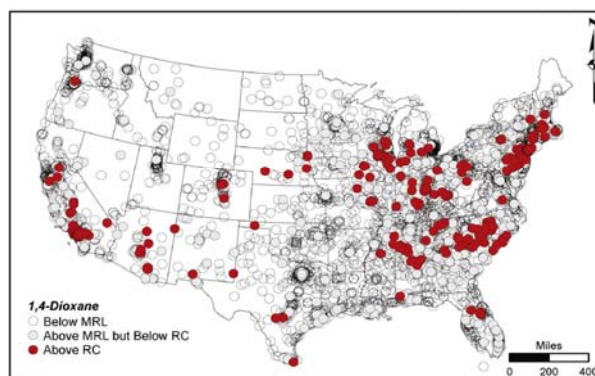 1,4-Dioxane
Below MRL
Above MRL but Below RC
Above RC
Miles
0 200 400